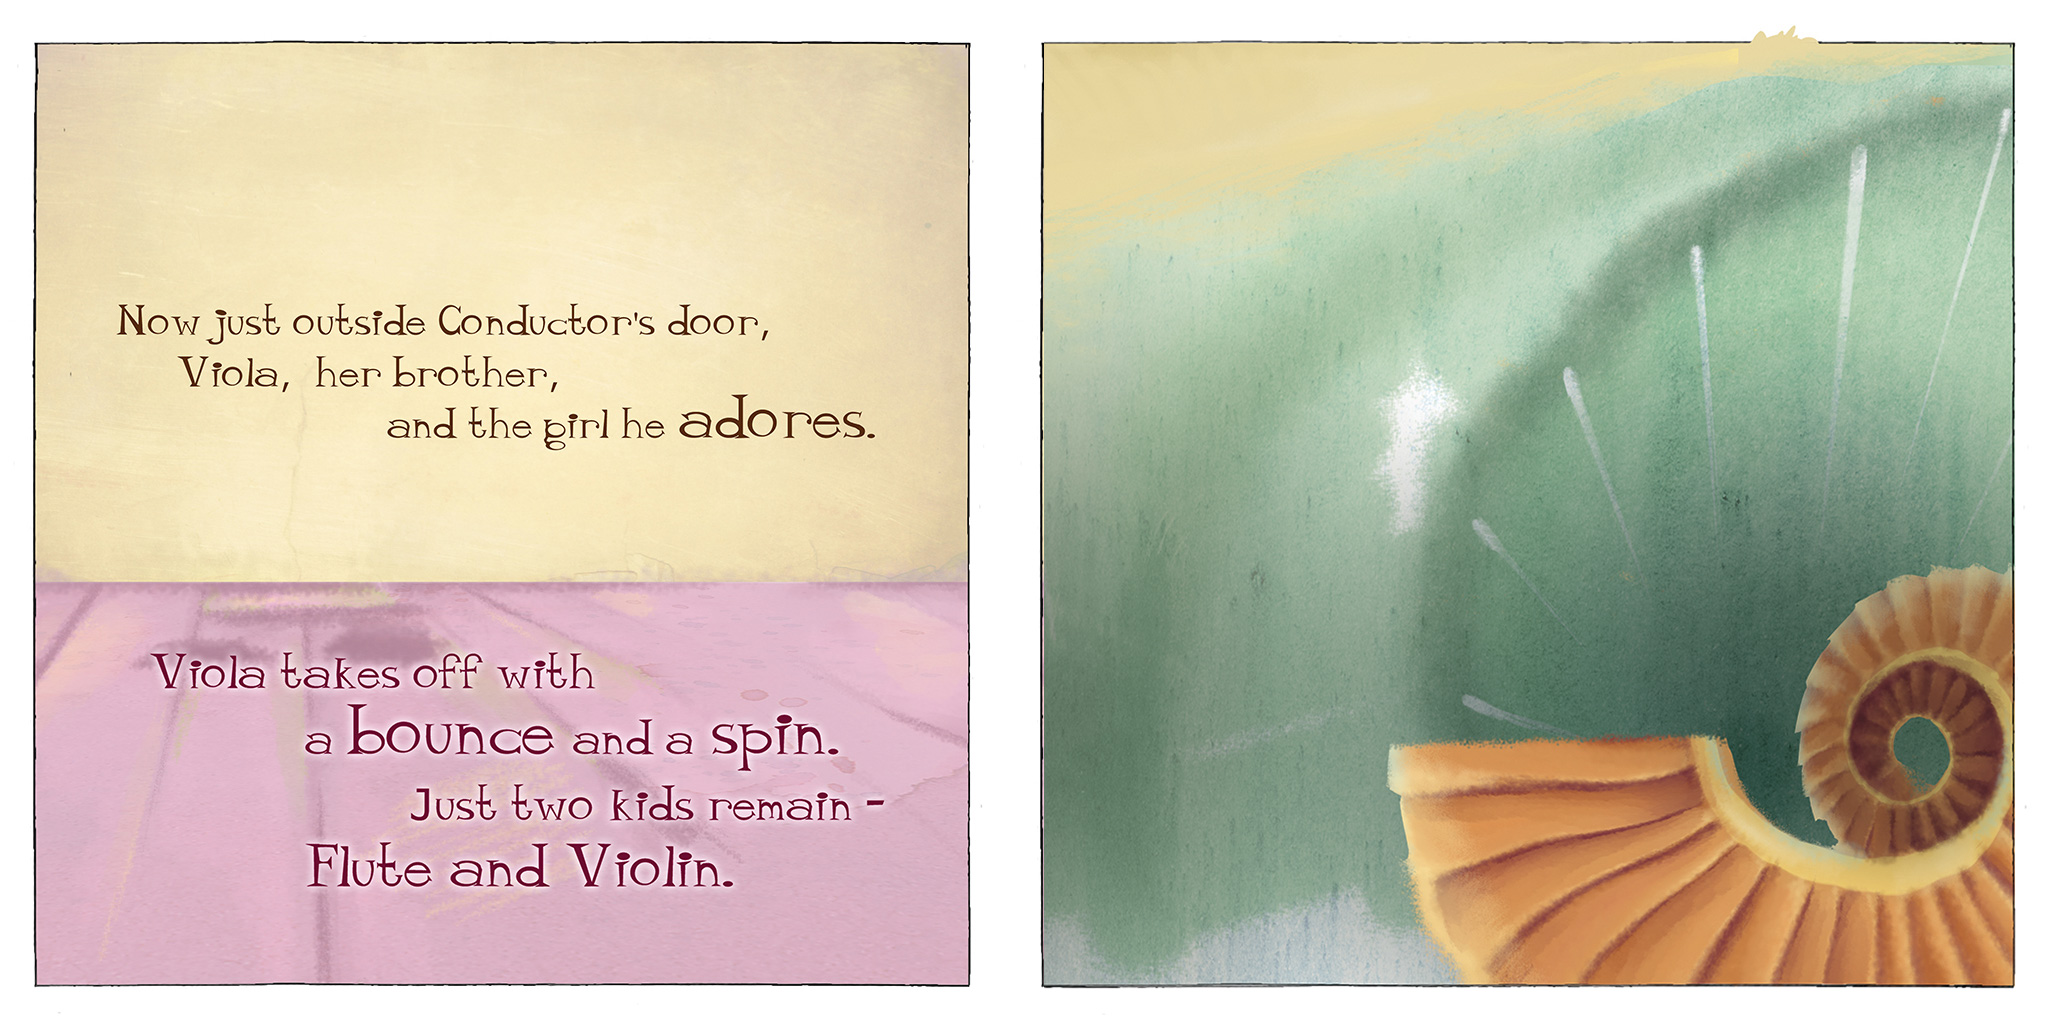 Now just outside Conductor's door,
Viola, her brother,
and the girl he adores.
Viola takes off with
a bounce and a spin.
Just two kids remain -
Flute and Violin.